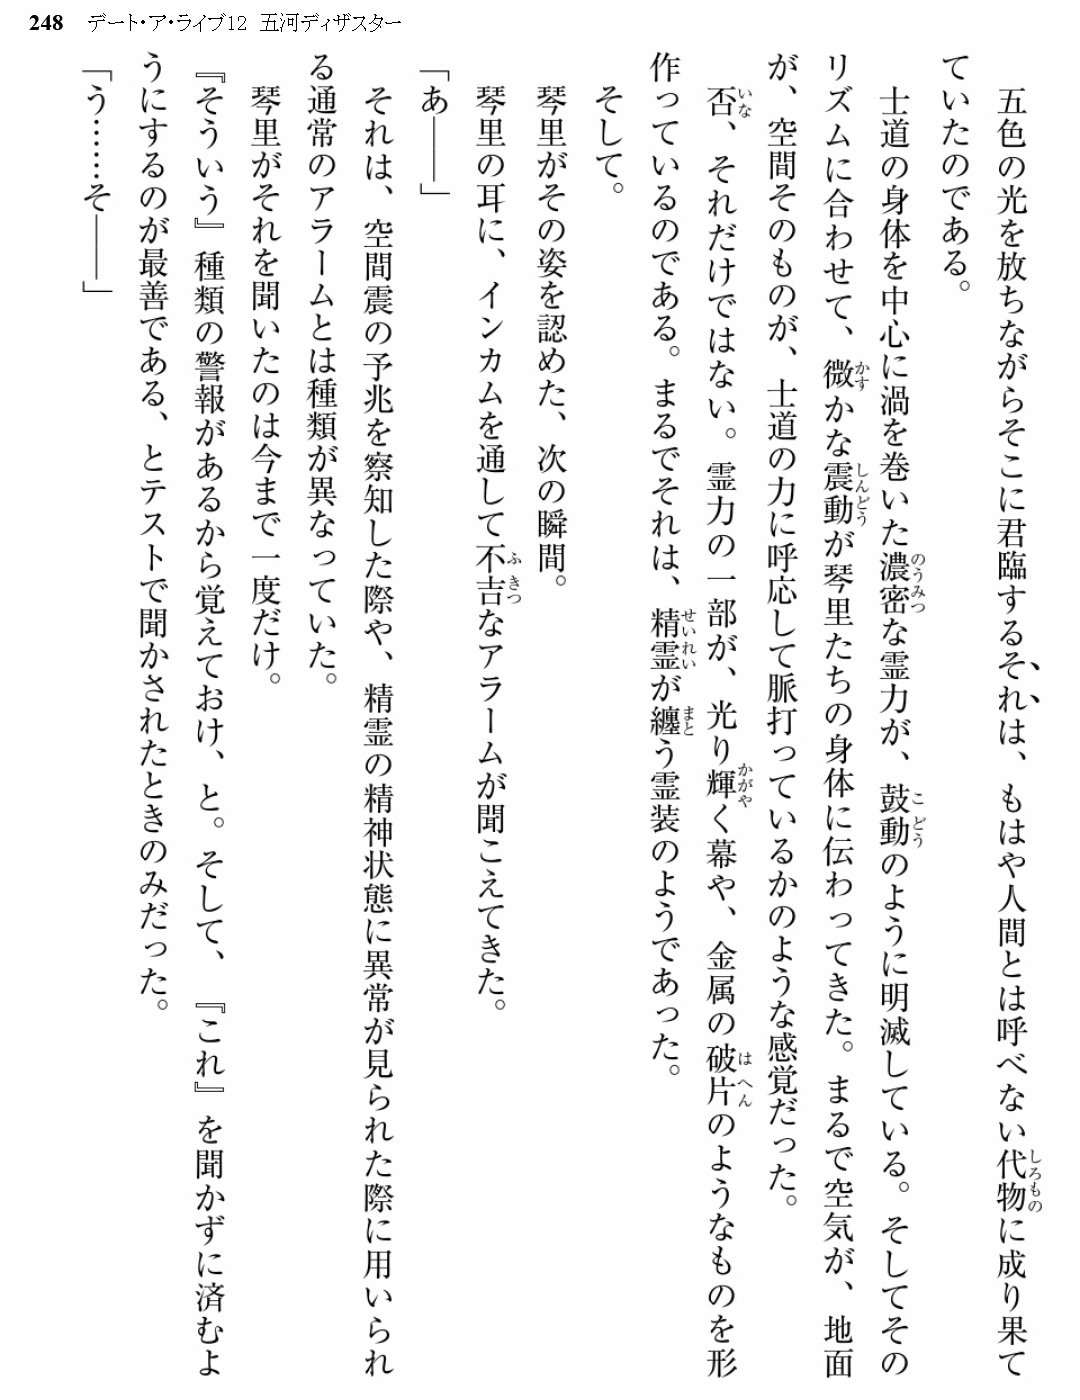 248 デート・ア・ライブ12 五河ディザスター
五色の光を放ちながらそこに君臨するそれは、もはや人間とは呼べない代物に成り果て
ていたのである。
士道の身体を中心に渦を巻いた濃密な霊力が、鼓動のように明滅している。そしてその
リズムに合わせて、微かな震動が琴里たちの身体に伝わってきた。まるで空気が、地面
が、空間そのものが、士道の力に呼応して脈打っているかのような感覚だった。
否、それだけではない。霊力の一部が、光り輝く幕や、金属の破片のようなものを形
作っているのである。まるでそれは、精霊が纏う霊装のようであった。
そして。
琴里がその姿を認めた、次の瞬間。
琴里の耳に、インカムを通して不吉なアラームが聞こえてきた。
「あ――」
それは、空間震の予兆を察知した際や、精霊の精神状態に異常が見られた際に用いられ
る通常のアラームとは種類が異なっていた。
琴里がそれを聞いたのは今まで一度だけ。
『そういう』種類の警報があるから覚えておけ、と。そして、『これ』を聞かずに済むよ
うにするのが最善である、とテストで聞かされたときのみだった。
「う……そ――」